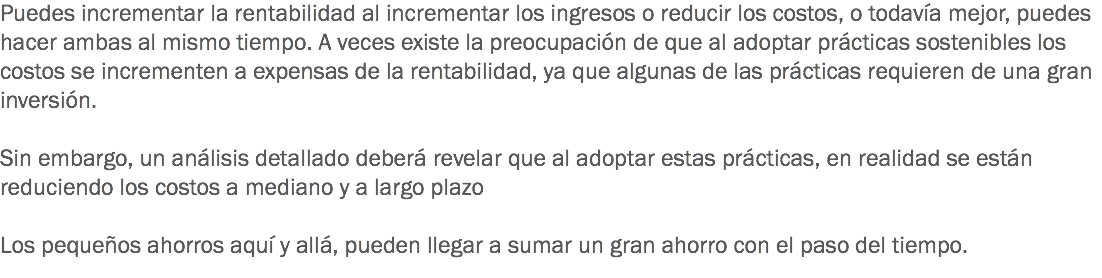 Puedes incrementar la rentabilidad al incrementar los ingresos o reducir los costos, o todavía mejor, puedes
hacer ambas al mismo tiempo. A veces existe la preocupación de que al adoptar prácticas sostenibles los
costos se incrementen a expensas de la rentabilidad, ya que algunas de las prácticas requieren de una gran
inversión.
Sin embargo, un análisis detallado deberá revelar que al adoptar estas prácticas, en realidad se están
reduciendo los costos a mediano y a largo plazo
Los pequeños ahorros aquí y allá, pueden llegar a sumar un gran ahorro con el paso del tiempo.